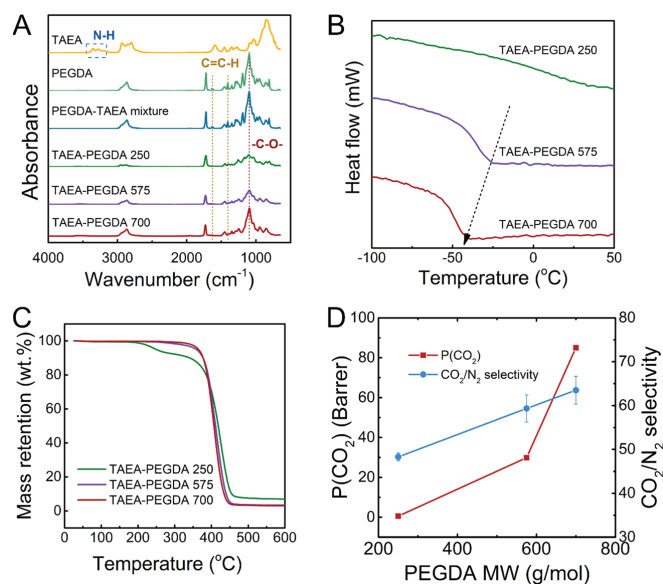 A
TAEA
N-H
PEGDA
C=C-H
PEGDA-TAEA mixture
-C-O-
TAEA-PEGDA 250
TAEA-PEGDA 575
TAEA-PEGDA 700
4000 3000 2000 1000
Wavenumber (cm-1)
Absorbance
B
TAEA-PEGDA 250
TAEA-PEGDA 575
TAEA-PEGDA 700
-100 -50 0 50
Temperature (oC)
Heat flow (mW)
C
100
80
60
40
20
0
TAEA-PEGDA 250
TAEA-PEGDA 575
TAEA-PEGDA 700
0 100 200 300 400 500 600
Temperature (oC)
Mass retention (wt.%)
D
P(CO2)
CO2/N2 selectivity
100
80
60
40
20
0
80
70
60
50
40
30
200 400 600 800
PEGDA MW (g/mol)
P(CO2) (Barrer)
CO2/N2 selectivity